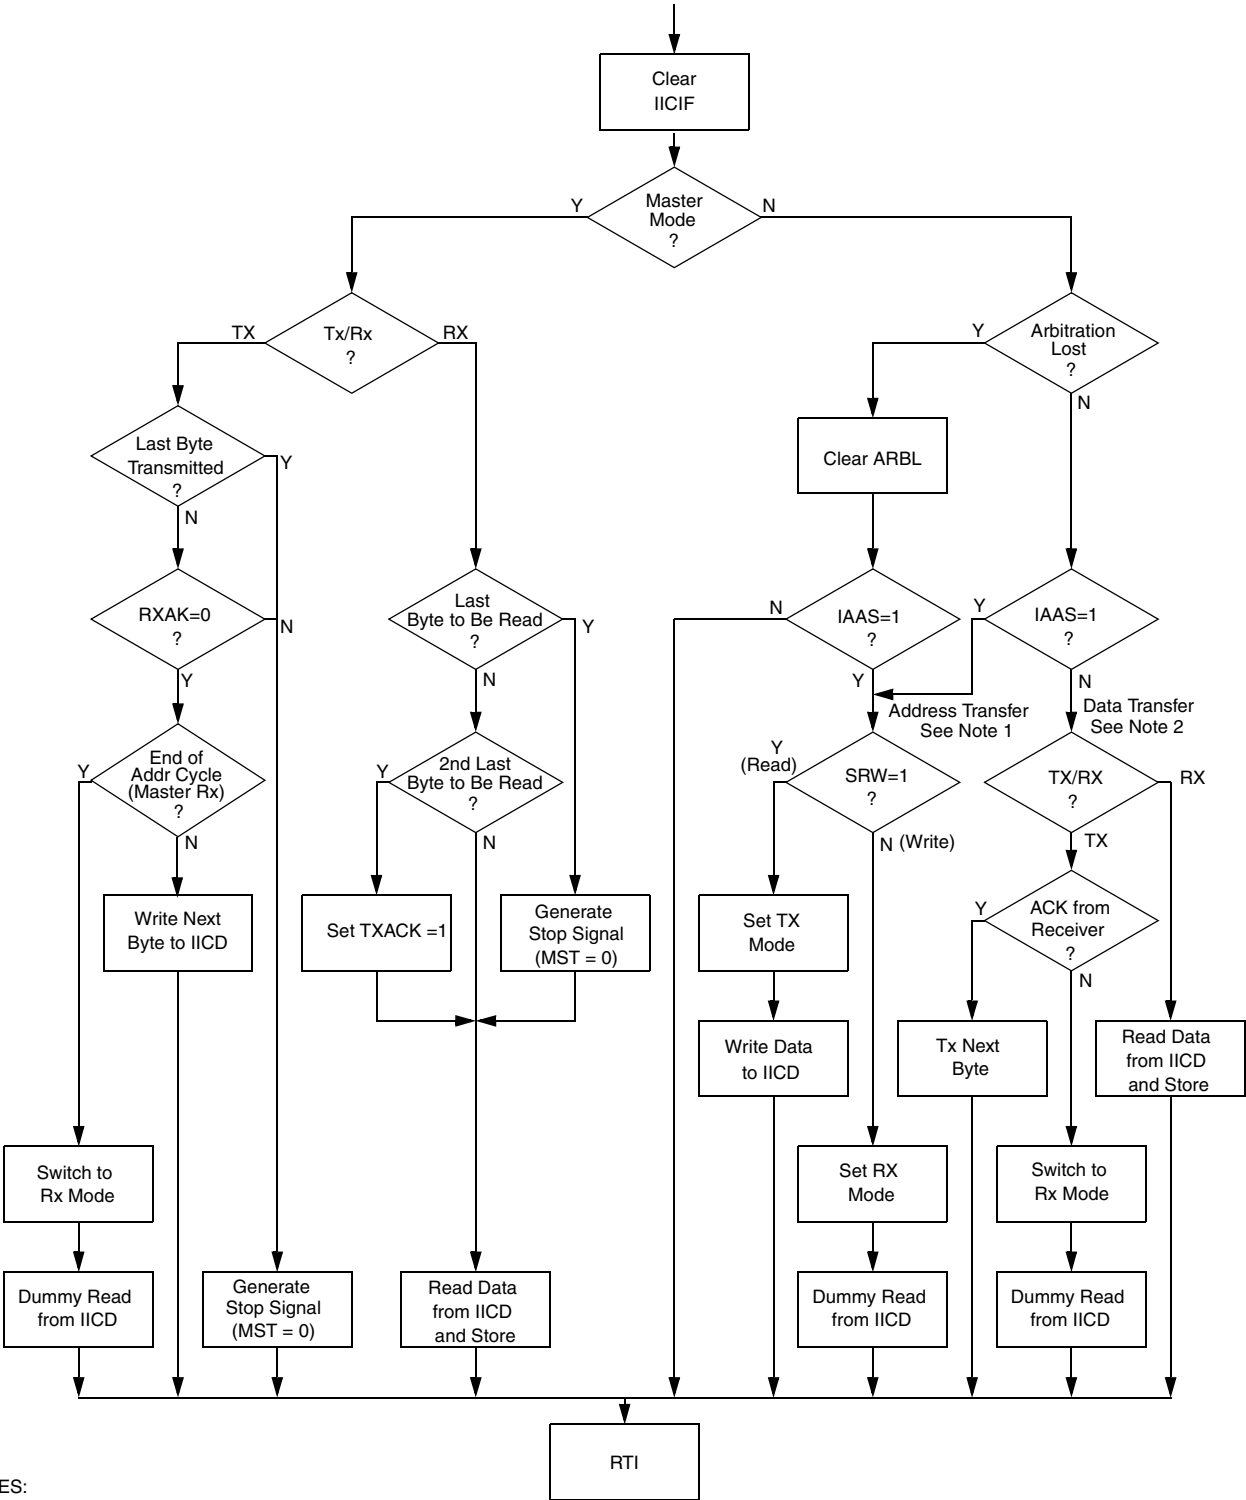 Clear
IICIF
Master
Mode
?
Y
N
Tx/Rx
?
TX
RX
Arbitration
Lost
?
Y
N
Last Byte
Transmitted
?
Y
N
Clear ARBL
RXAK=0
?
N
Y
Last
Byte to Be Read
?
Y
N
IAAS=1
?
N
Y
IAAS=1
?
Y
N
Address Transfer
See Note 1
Data Transfer
See Note 2
End of
Addr Cycle
(Master Rx)
?
Y
N
2nd Last
Byte to Be Read
?
Y
N
Y
(Read)
SRW=1
?
N (Write)
TX/RX
?
RX
TX
Write Next
Byte to IICD
Set TXACK =1
Generate
Stop Signal
(MST = 0)
Set TX
Mode
ACK from
Receiver
?
Y
N
Write Data
to IICD
Tx Next
Byte
Read Data
from IICD
and Store
Switch to
Rx Mode
Set RX
Mode
Switch to
Rx Mode
Dummy Read
from IICD
Generate
Stop Signal
(MST = 0)
Read Data
from IICD
and Store
Dummy Read
from IICD
Dummy Read
from IICD
RTI
ES: